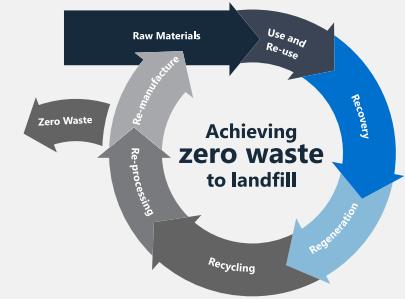 Raw Materials
Use and
Re-use
Recovery
Regeneration
Recycling
Re-processing
Re-manufacture
Zero Waste
Achieving
zero waste
to landfill